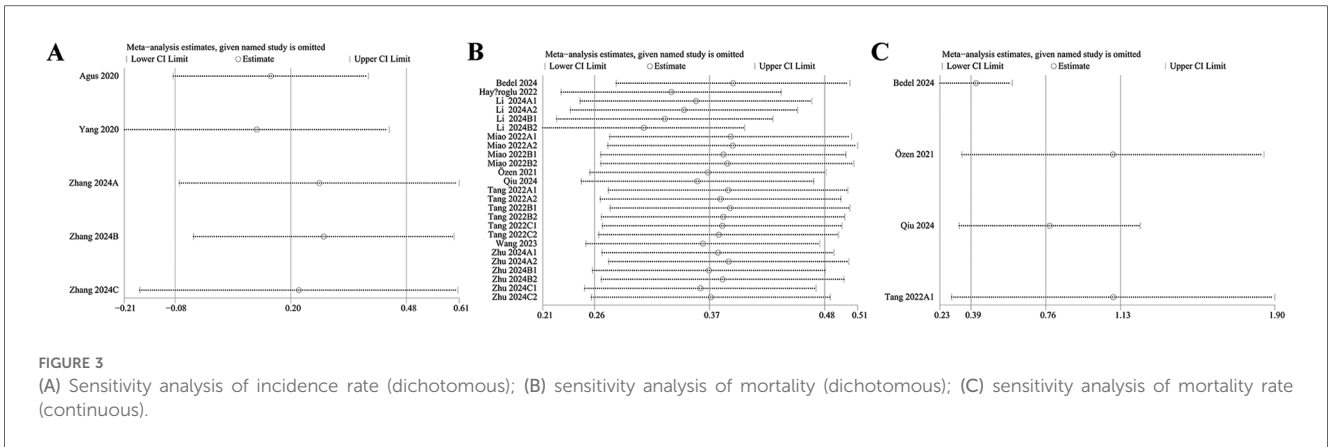 A
Meta-analysis estimates, given named study is omitted
Lower CI Limit Estimate Upper CI Limit
Agus 2020
Yang 2020
Zhang 2024A
Zhang 2024B
Zhang 2024C
-0.21 -0.08 0.20 0.48 0.61
B
Meta-analysis estimates, given named study is omitted
Lower CI Limit Estimate Upper CI Limit
Bedel 2024
Hay?roglu 2022
Li 2024A1
Li 2024A2
Li 2024B1
Li 2024B2
Miao 2022A1
Miao 2022A2
Miao 2022B1
Miao 2022B2
Özen 2021
Qiu 2024
Tang 2022A1
Tang 2022A2
Tang 2022B1
Tang 2022B2
Tang 2022C1
Tang 2022C2
Wang 2023
Zhu 2024A1
Zhu 2024A2
Zhu 2024B1
Zhu 2024B2
Zhu 2024C1
Zhu 2024C2
0.21 0.26 0.37 0.48 0.51
C
Meta-analysis estimates, given named study is omitted
Lower CI Limit Estimate Upper CI Limit
Bedel 2024
Özen 2021
Qiu 2024
Tang 2022A1
0.23 0.39 0.76 1.13 1.90
FIGURE 3
(A) Sensitivity analysis of incidence rate (dichotomous); (B) sensitivity analysis of mortality (dichotomous); (C) sensitivity analysis of mortality rate
(continuous).